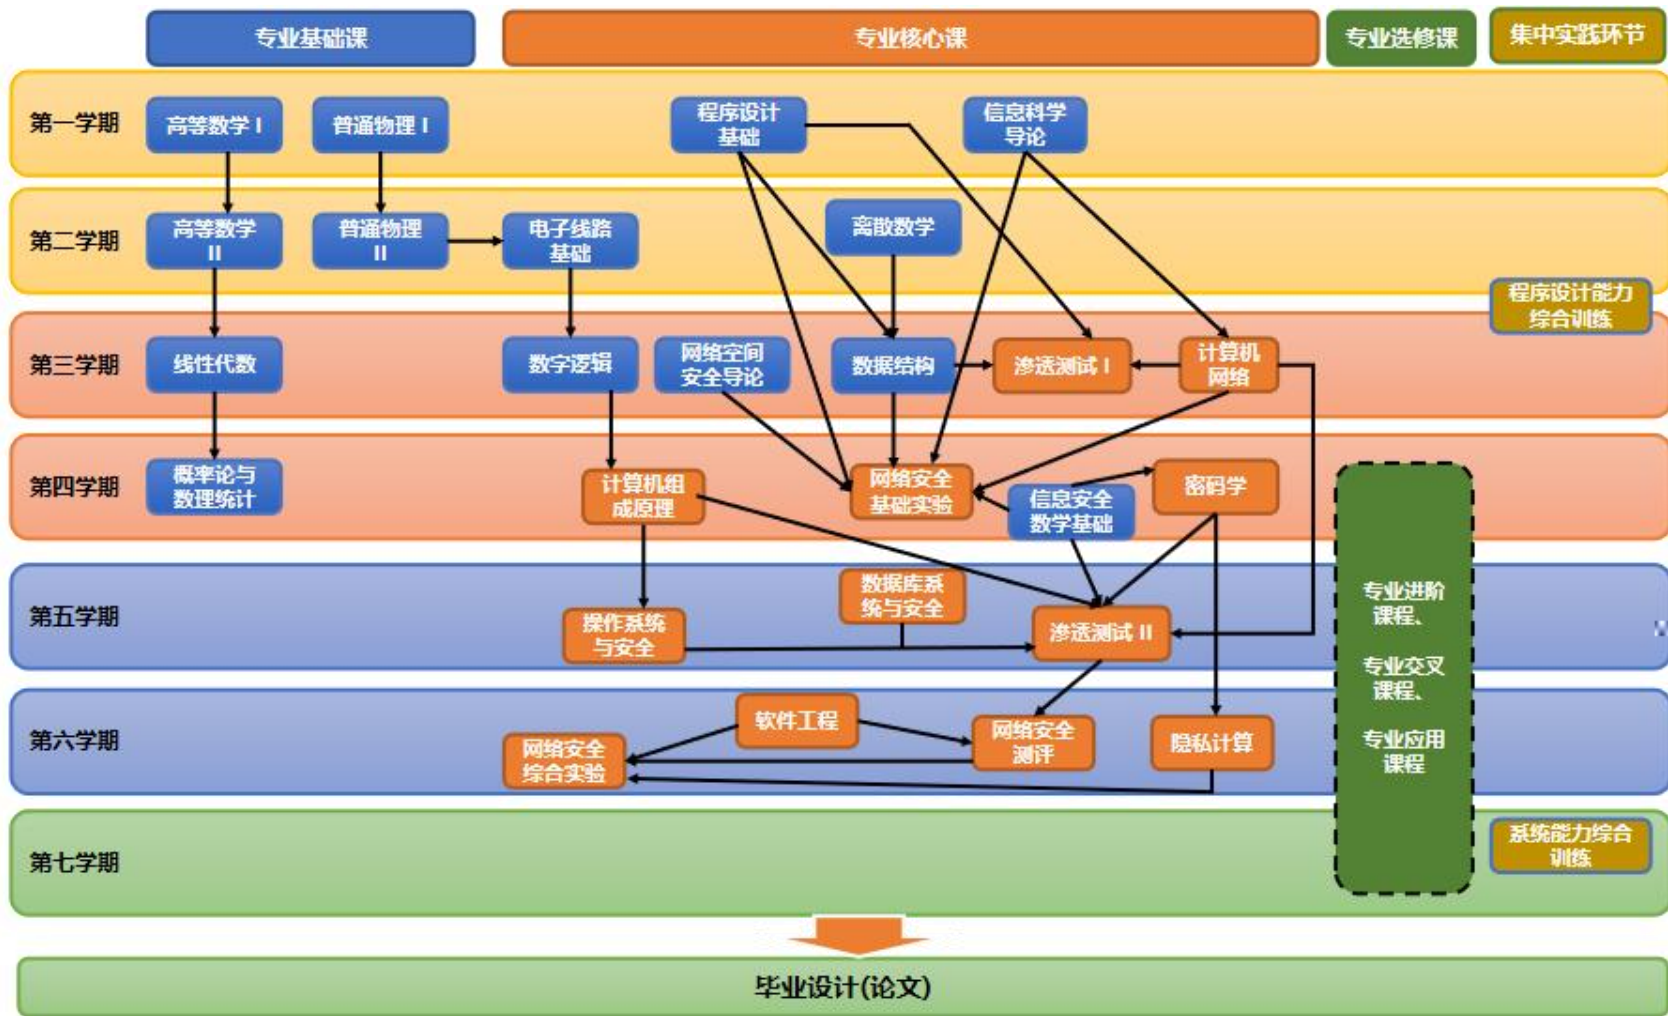 专业基础课
专业核心课
专业选修课
集中实践环节
第一学期
高等数学 I
普通物理 I
程序设计
基础
信息科学
导论
第二学期
高等数学
II
普通物理
II
电子线路
基础
离散数学
程序设计能力
综合训练
第三学期
线性代数
数字逻辑
网络空间
安全导论
数据结构
渗透测试 I
计算机
网络
第四学期
概率论与
数理统计
计算机组
成原理
网络安全
基础实验
信息安全
数学基础
密码学
第五学期
操作系统
与安全
数据库系
统与安全
渗透测试 II
专业进阶
课程、
专业交叉
课程、
专业应用
课程
第六学期
网络安全
综合实验
软件工程
网络安全
测评
隐私计算
第七学期
系统能力综合
训练
毕业设计(论文)